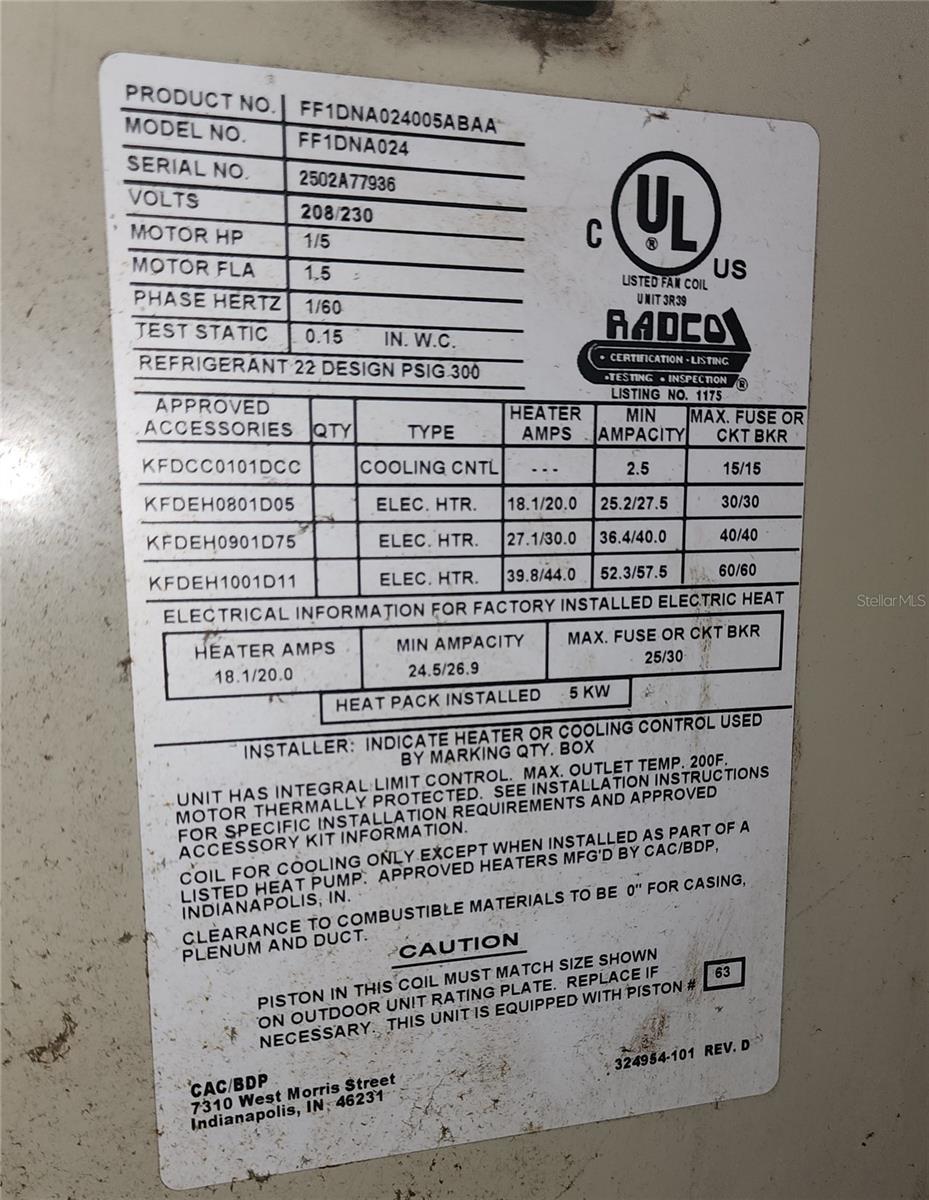 PRODUCT NO. FF1DNA024005ABAA
MODEL NO. FF1DNA024
SERIAL NO. 2502A77936
VOLTS 208/230
MOTOR HP 1/5
MOTOR FLA 1.5
PHASE HERTZ 1/60
TEST STATIC 0.15 IN. W.C.
REFRIGERANT 22 DESIGN PSIG 300
C UL ® US
LISTED FAN COIL
UNIT 3R39
RADCO
• CERTIFICATION - LISTING
• TESTING • INSPECTION ®
LISTING NO. 1175
APPROVED ACCESSORIES QTY TYPE HEATER AMPS MIN AMPACITY MAX. FUSE OR CKT BKR
KFDCC0101DCC COOLING CNTL --- 2.5 15/15
KFDEH0801D05 ELEC. HTR. 18.1/20.0 25.2/27.5 30/30
KFDEH0901D75 ELEC. HTR. 27.1/30.0 36.4/40.0 40/40
KFDEH1001D11 ELEC. HTR. 39.8/44.0 52.3/57.5 60/60
ELECTRICAL INFORMATION FOR FACTORY INSTALLED ELECTRIC HEAT
HEATER AMPS MIN AMPACITY MAX. FUSE OR CKT BKR
18.1/20.0 24.5/26.9 25/30
HEAT PACK INSTALLED 5 KW
INSTALLER: INDICATE HEATER OR COOLING CONTROL USED
BY MARKING QTY. BOX
UNIT HAS INTEGRAL LIMIT CONTROL. MAX. OUTLET TEMP. 200F.
MOTOR THERMALLY PROTECTED. SEE INSTALLATION INSTRUCTIONS
FOR SPECIFIC INSTALLATION REQUIREMENTS AND APPROVED
ACCESSORY KIT INFORMATION.
COIL FOR COOLING ONLY EXCEPT WHEN INSTALLED AS PART OF A
LISTED HEAT PUMP. APPROVED HEATERS MFG'D BY CAC/BDP,
INDIANAPOLIS, IN.
CLEARANCE TO COMBUSTIBLE MATERIALS TO BE 0" FOR CASING,
PLENUM AND DUCT.
CAUTION
PISTON IN THIS COIL MUST MATCH SIZE SHOWN
ON OUTDOOR UNIT RATING PLATE. REPLACE IF
NECESSARY. THIS UNIT IS EQUIPPED WITH PISTON # 63
CAC/BDP
7310 West Morris Street
Indianapolis, IN 46231
324954-101 REV. D
Stellar MLS